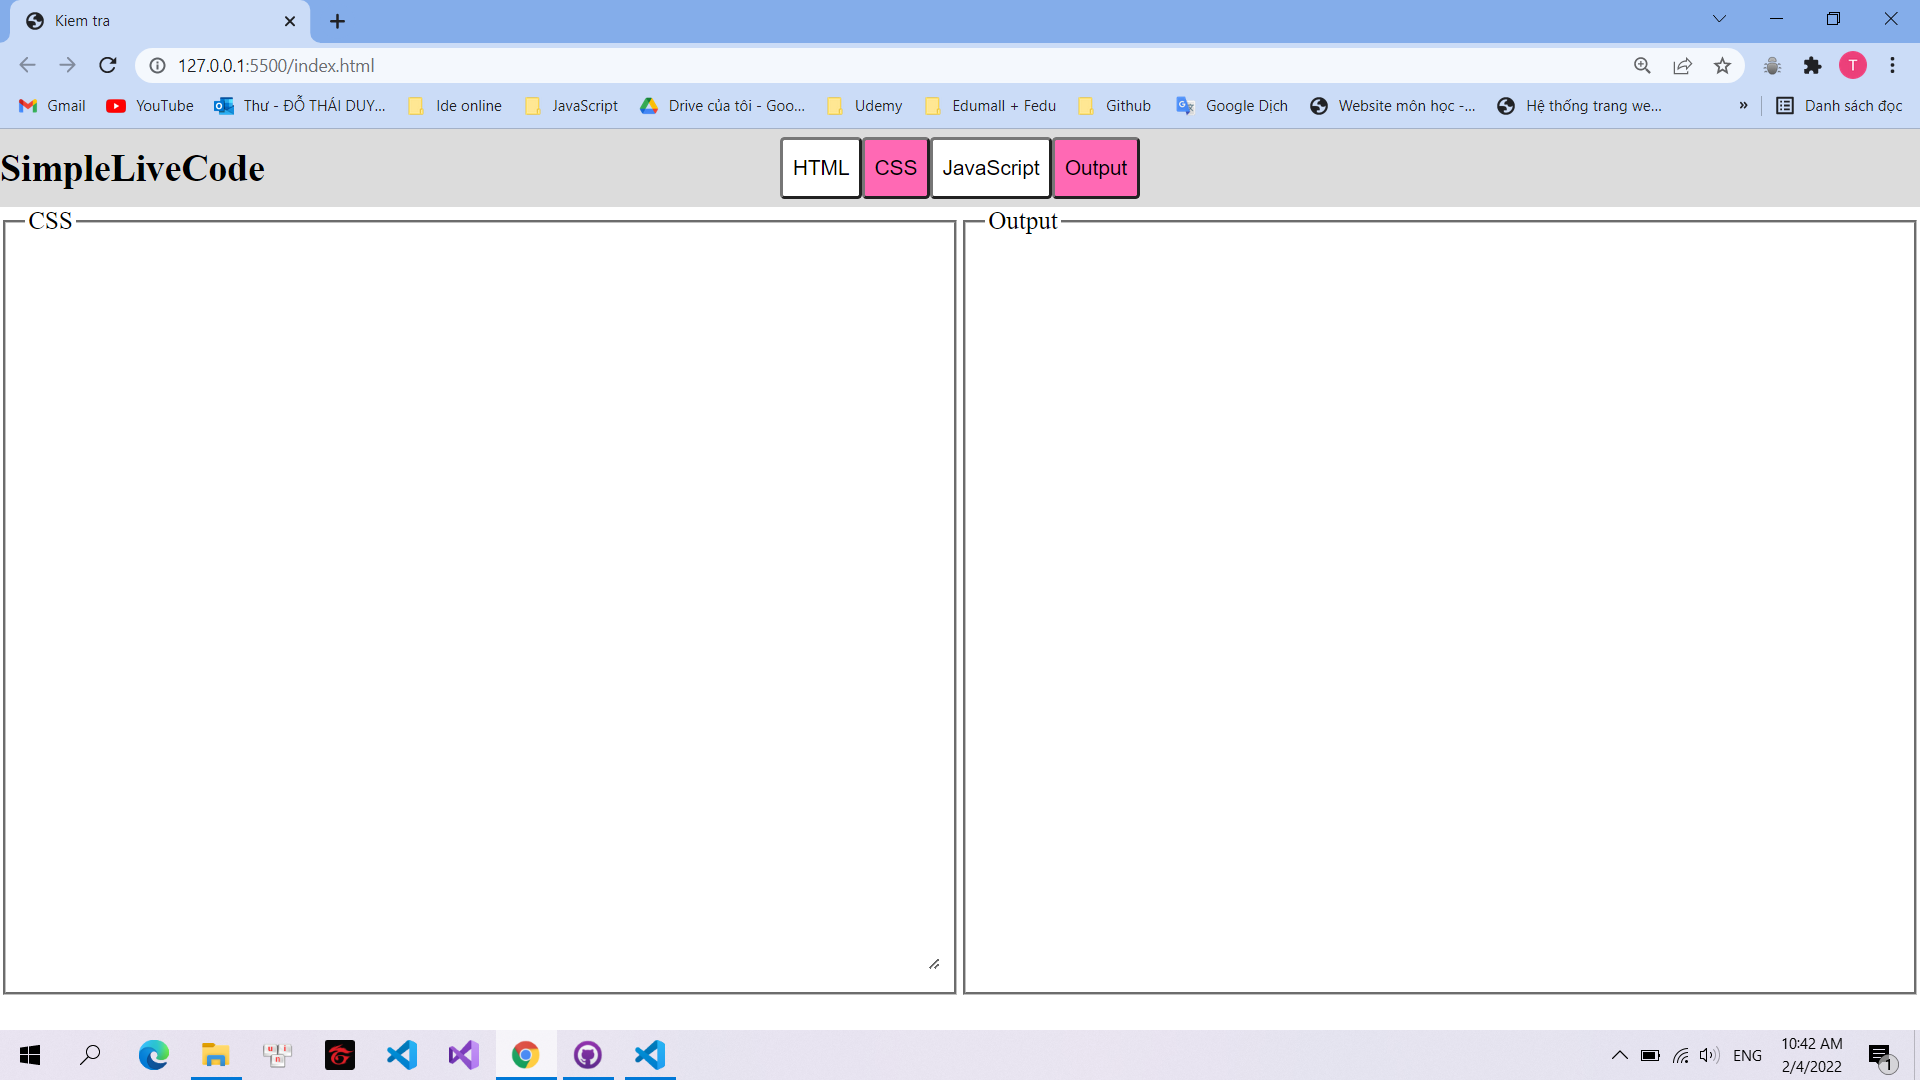 Kiem tra
127.0.0.1:5500/index.html
T
Gmail YouTube Thư - ĐỖ THÁI DUY... Ide online JavaScript Drive của tôi - Goo... Udemy Edumall + Fedu Github Google Dịch Website môn học -... Hệ thống trang we... » Danh sách đọc
SimpleLiveCode HTML CSS JavaScript Output
CSS Output
ENG 10:42 AM
2/4/2022 1